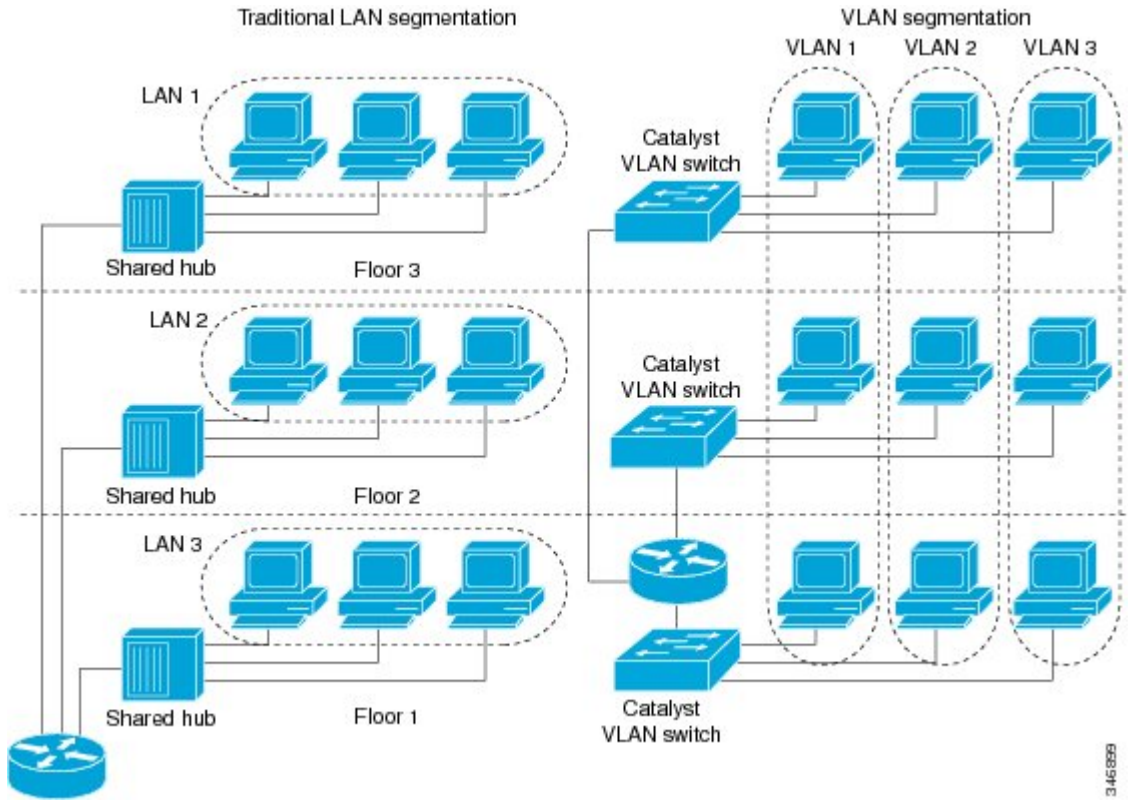 Traditional LAN segmentation
VLAN segmentation
VLAN 1
VLAN 2
VLAN 3
LAN 1
Catalyst
VLAN switch
Shared hub
Floor 3
LAN 2
Catalyst
VLAN switch
Shared hub
Floor 2
LAN 3
Shared hub
Floor 1
Catalyst
VLAN switch
346899